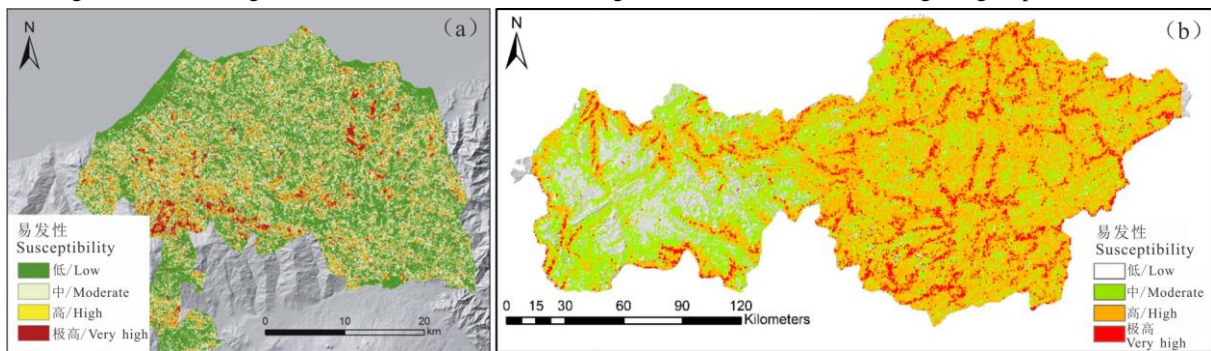 N
(a)
易发性
Susceptibility
低/Low
中/Moderate
高/High
极高/Very high
0 10 20
km
N
(b)
易发性
Susceptibility
低/Low
中/Moderate
高/High
极高
Very high
0 15 30 60 90 120
Kilometers